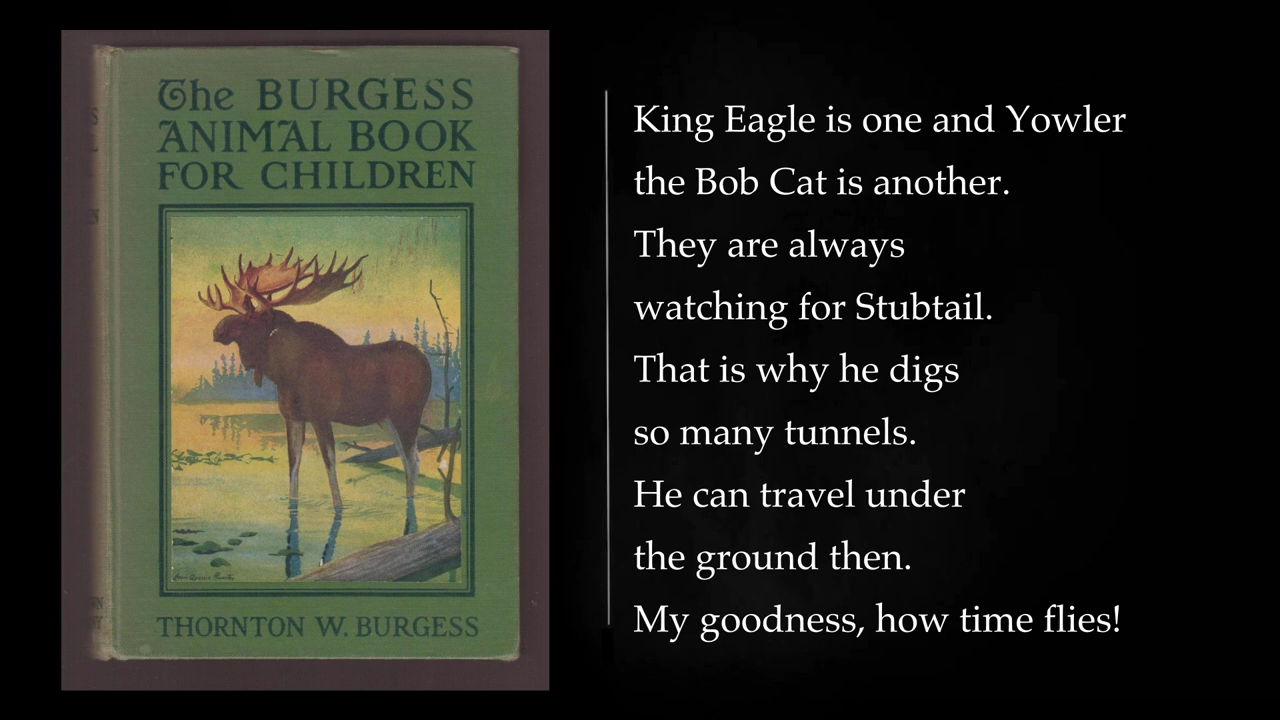 The BURGESS
ANIMAL BOOK
FOR CHILDREN
THORNTON W. BURGESS
King Eagle is one and Yowler
the Bob Cat is another.
They are always
watching for Stubtail.
That is why he digs
so many tunnels.
He can travel under
the ground then.
My goodness, how time flies!